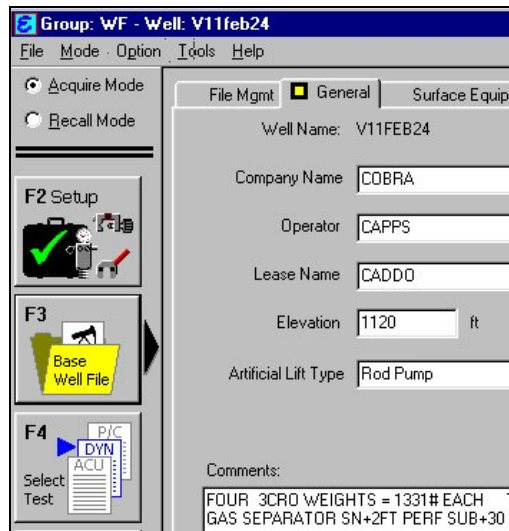 Group: WF - Well: V11feb24
File Mode Option Tools Help
Acquire Mode
Recall Mode
F2 Setup
F3
Base
Well File
F4
P/C
DYN
ACU
Select
Test
File Mgmt General Surface Equip
Well Name: V11FEB24
Company Name COBRA
Operator CAPPS
Lease Name CADDO
Elevation 1120 ft
Artificial Lift Type Rod Pump
Comments:
FOUR 3CRO WEIGHTS = 1331# EACH
GAS SEPARATOR SN+2FT PERF SUB+30